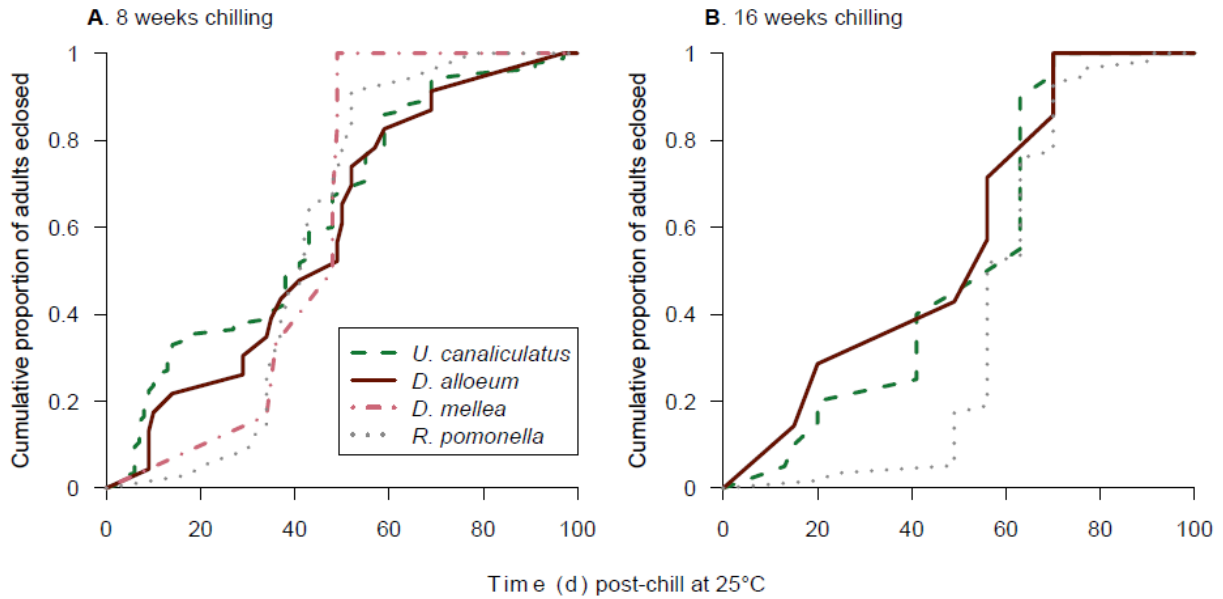 A. 8 weeks chilling
B. 16 weeks chilling
Cumulative proportion of adults eclosed
1
0.8
0.6
0.4
0.2
0
0 20 40 60 80 100
U. canaliculatus
D. alloeum
D. mellea
R. pomonella
Cumulative proportion of adults eclosed
1
0.8
0.6
0.4
0.2
0
0 20 40 60 80 100
Time (d) post-chill at 25°C